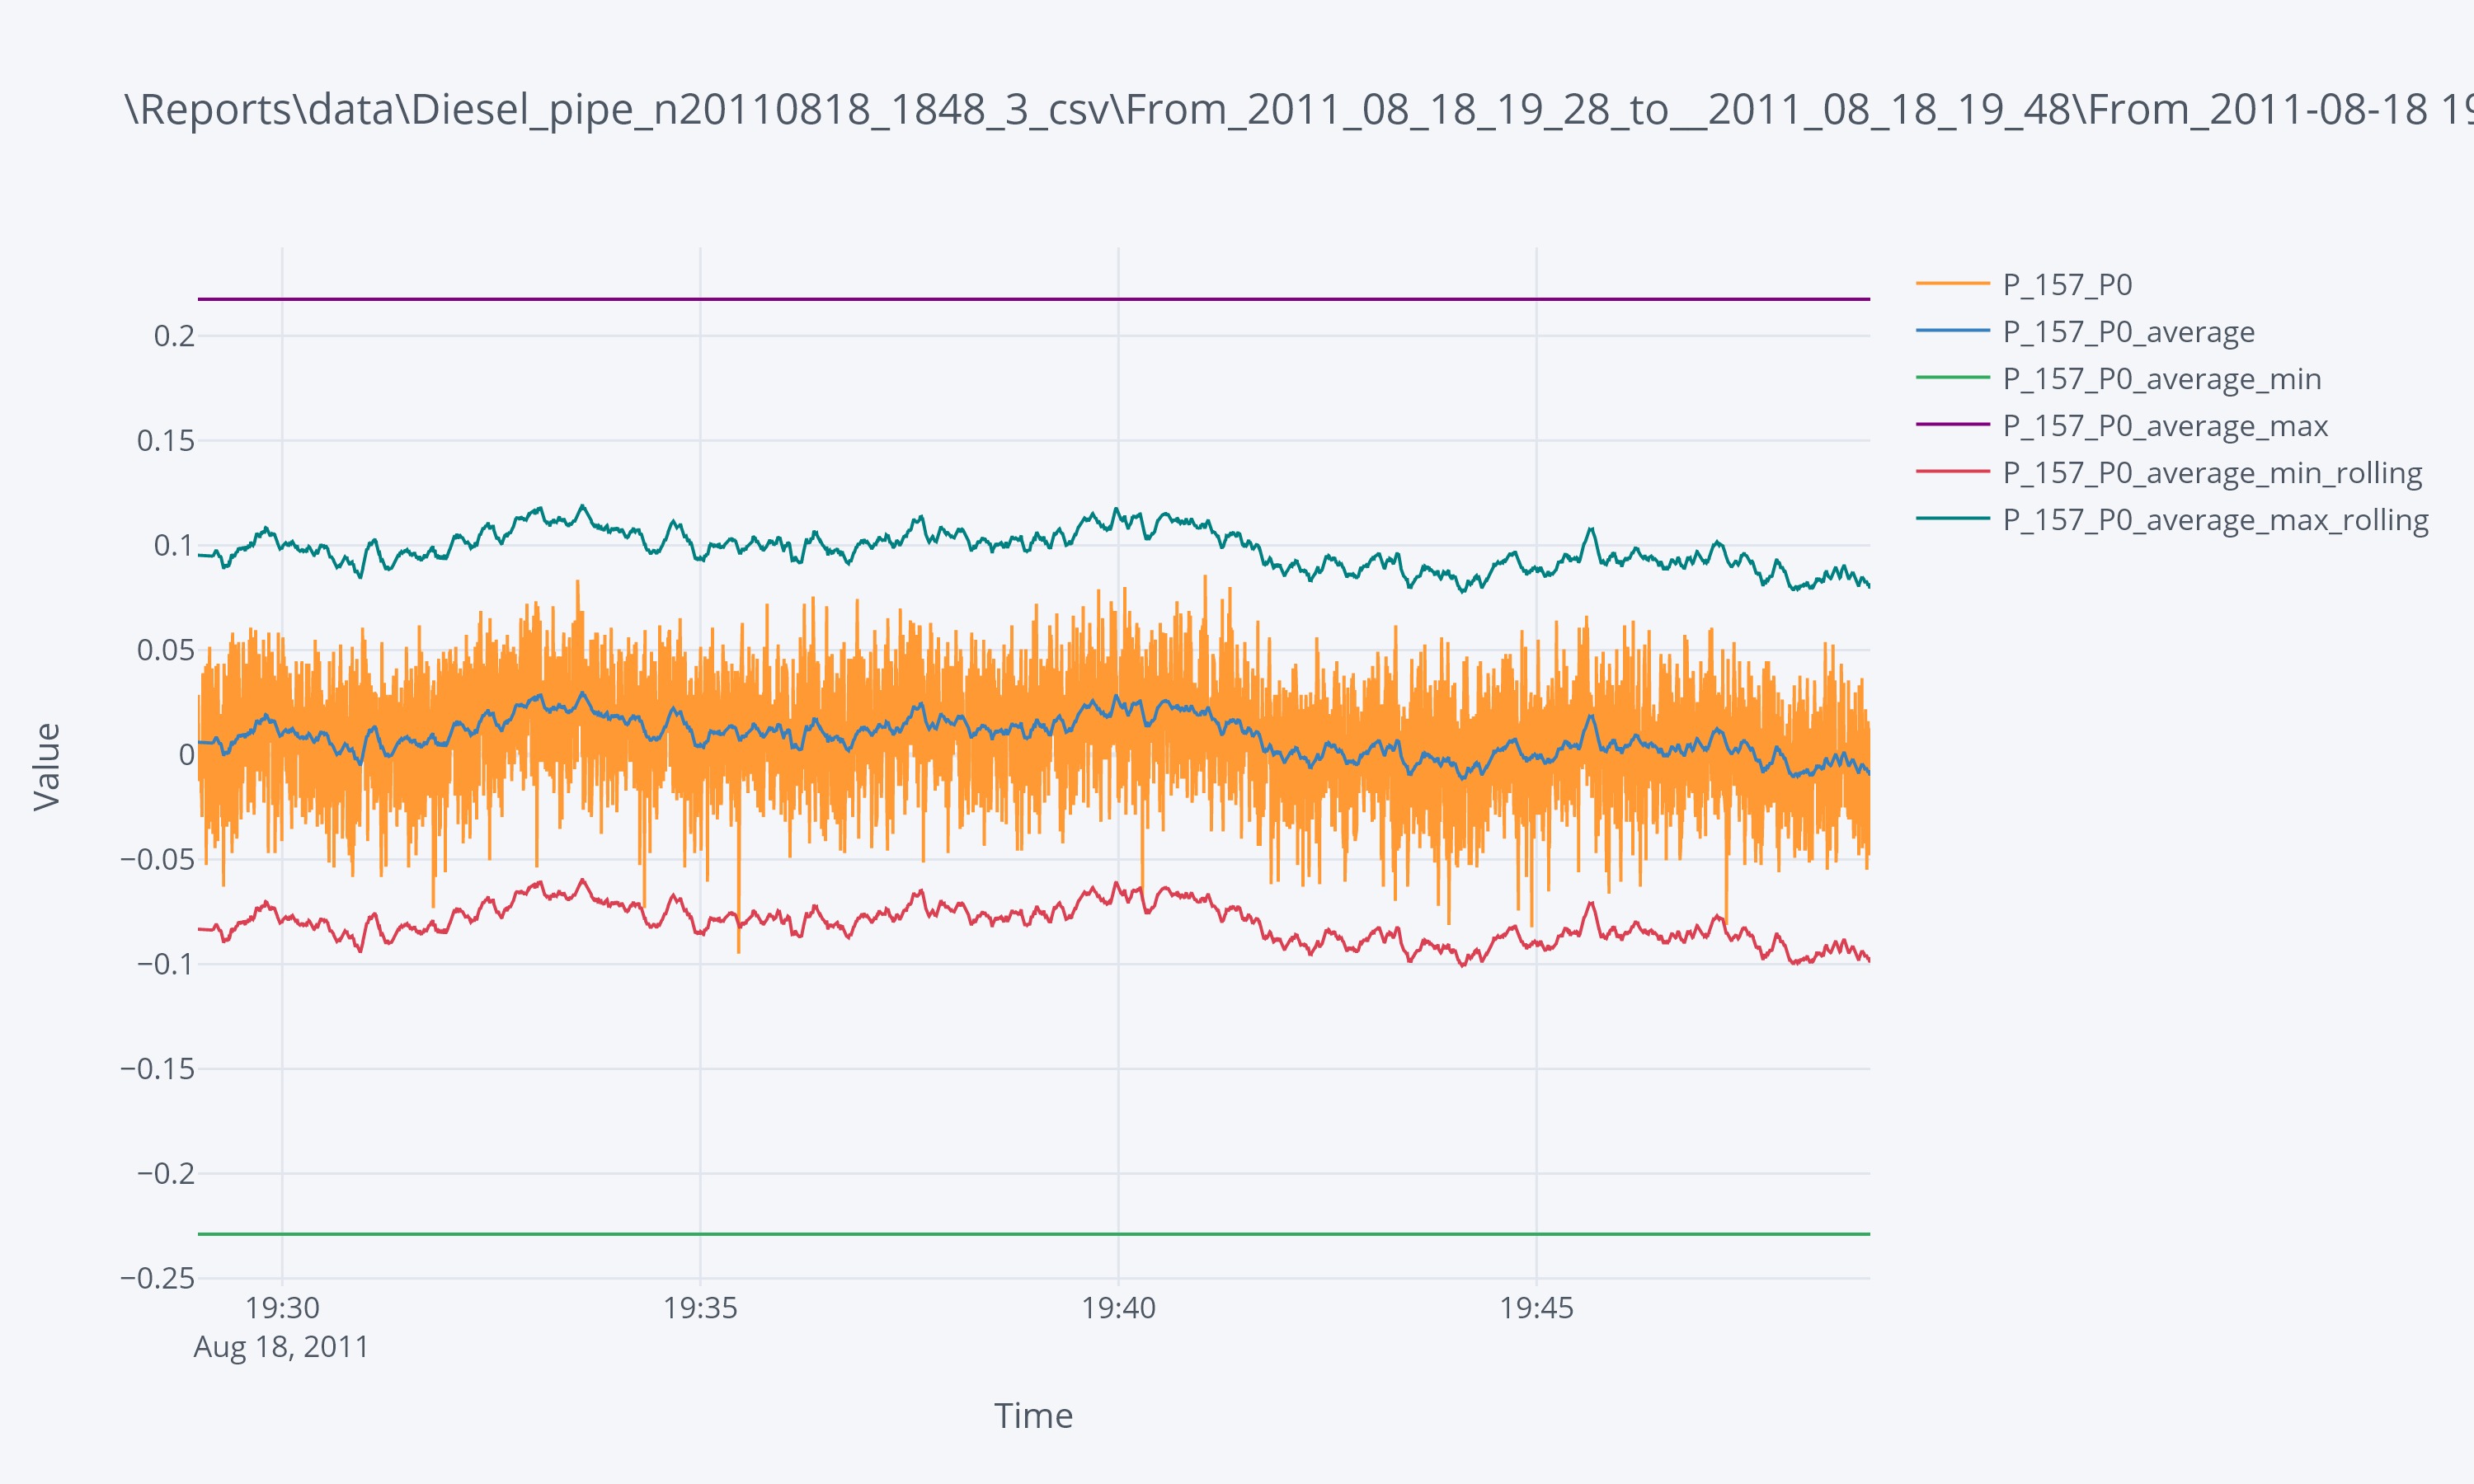 \Reports\data\Diesel_pipe_n20110818_1848_3_csv\From_2011_08_18_19_28_to__2011_08_18_19_48\From_2011-08-18 19
P_157_P0
P_157_P0_average
P_157_P0_average_min
P_157_P0_average_max
P_157_P0_average_min_rolling
P_157_P0_average_max_rolling
Value
0.2
0.15
0.1
0.05
0
−0.05
−0.1
−0.15
−0.2
−0.25
19:30
19:35
19:40
19:45
Aug 18, 2011
Time